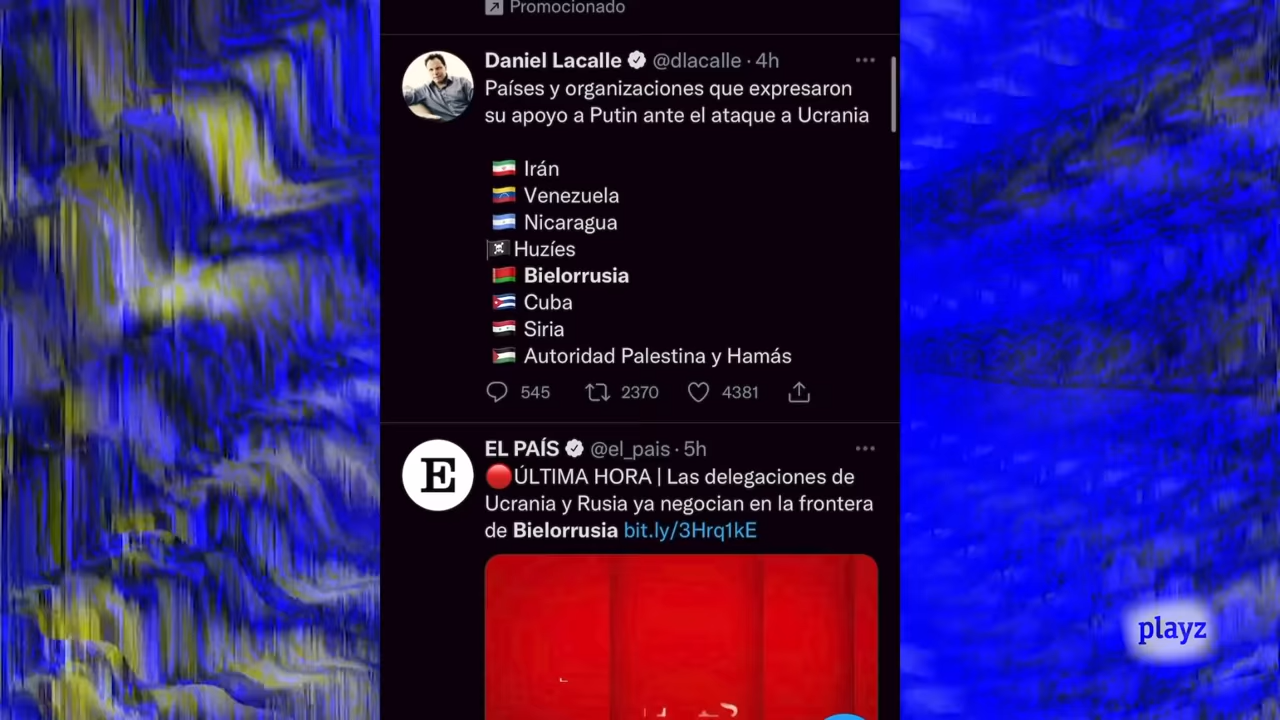 Promocionado
Daniel Lacalle @dlacalle · 4h
Países y organizaciones que expresaron
su apoyo a Putin ante el ataque a Ucrania
Irán
Venezuela
Nicaragua
Huzíes
Bielorrusia
Cuba
Siria
Autoridad Palestina y Hamás
545 2370 4381
EL PAÍS @el_pais · 5h
E
ÚLTIMA HORA | Las delegaciones de
Ucrania y Rusia ya negocian en la frontera
de Bielorrusia bit.ly/3Hrq1kE
playz